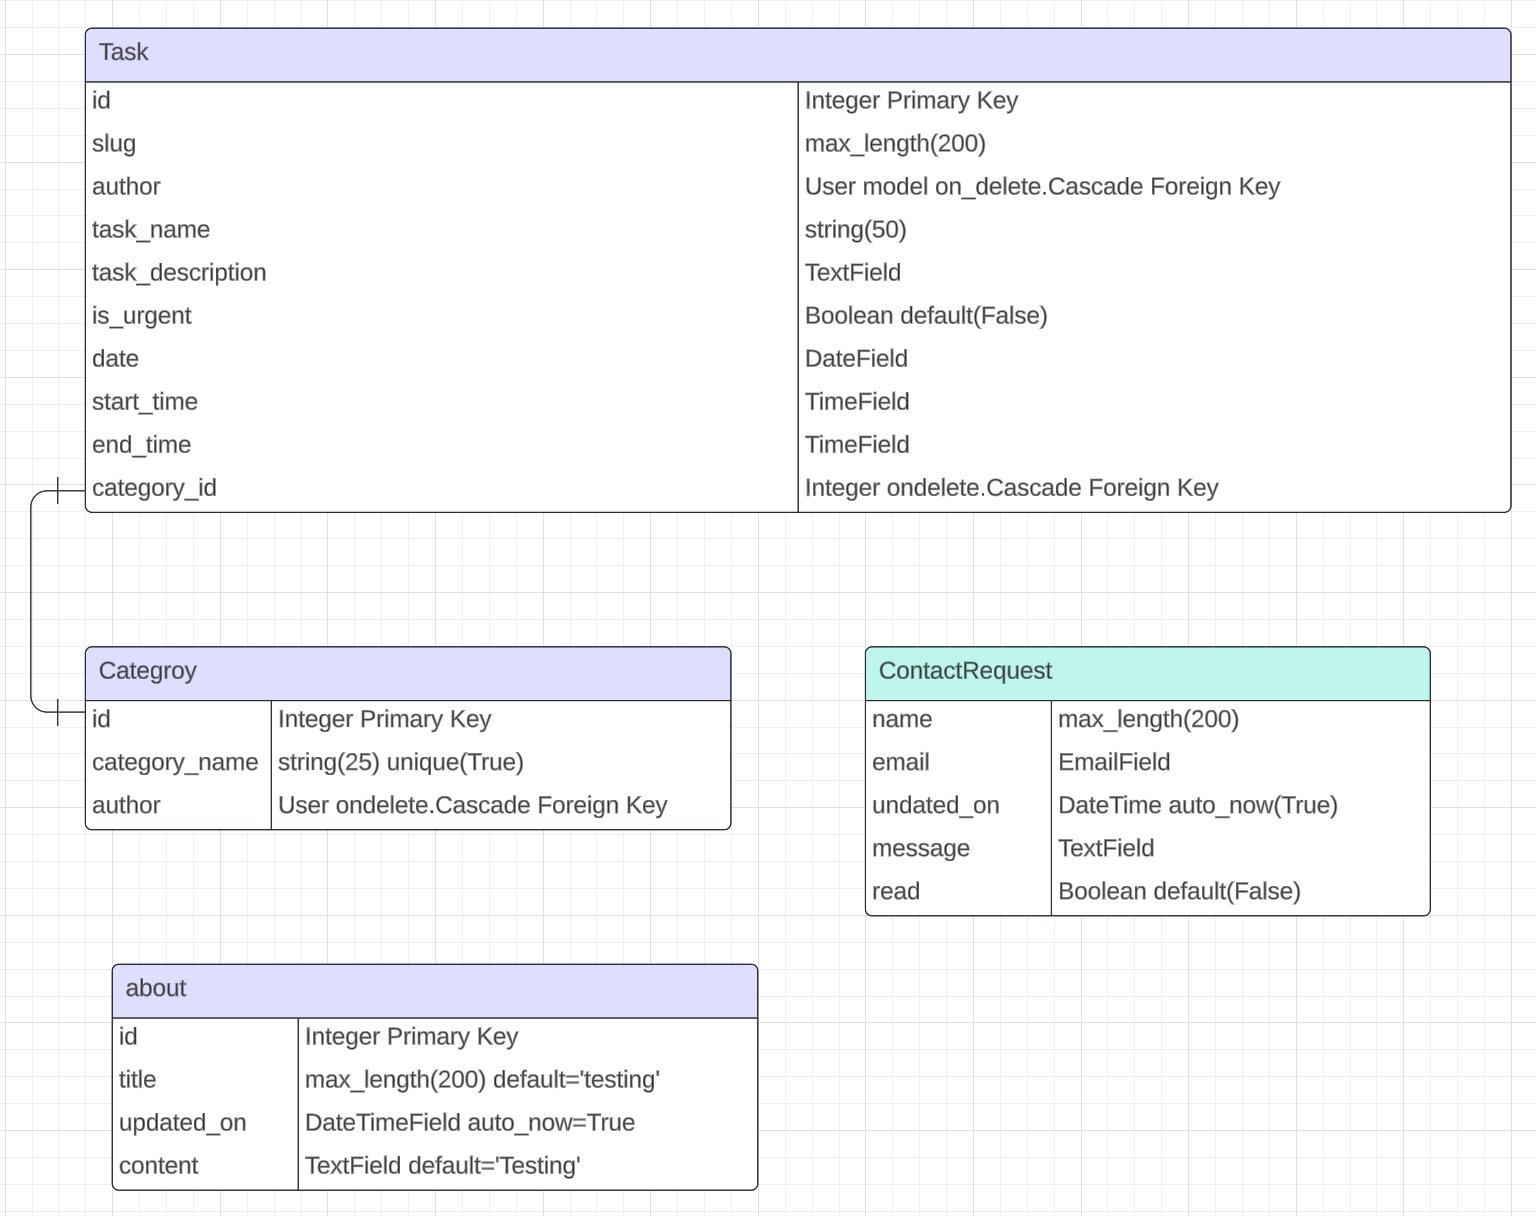 Task
id Integer Primary Key
slug max_length(200)
author User model on_delete.Cascade Foreign Key
task_name string(50)
task_description TextField
is_urgent Boolean default(False)
date DateField
start_time TimeField
end_time TimeField
category_id Integer ondelete.Cascade Foreign Key
Categroy
id Integer Primary Key
category_name string(25) unique(True)
author User ondelete.Cascade Foreign Key
ContactRequest
name max_length(200)
email EmailField
undated_on DateTime auto_now(True)
message TextField
read Boolean default(False)
about
id Integer Primary Key
title max_length(200) default='testing'
updated_on DateTimeField auto_now=True
content TextField default='Testing'